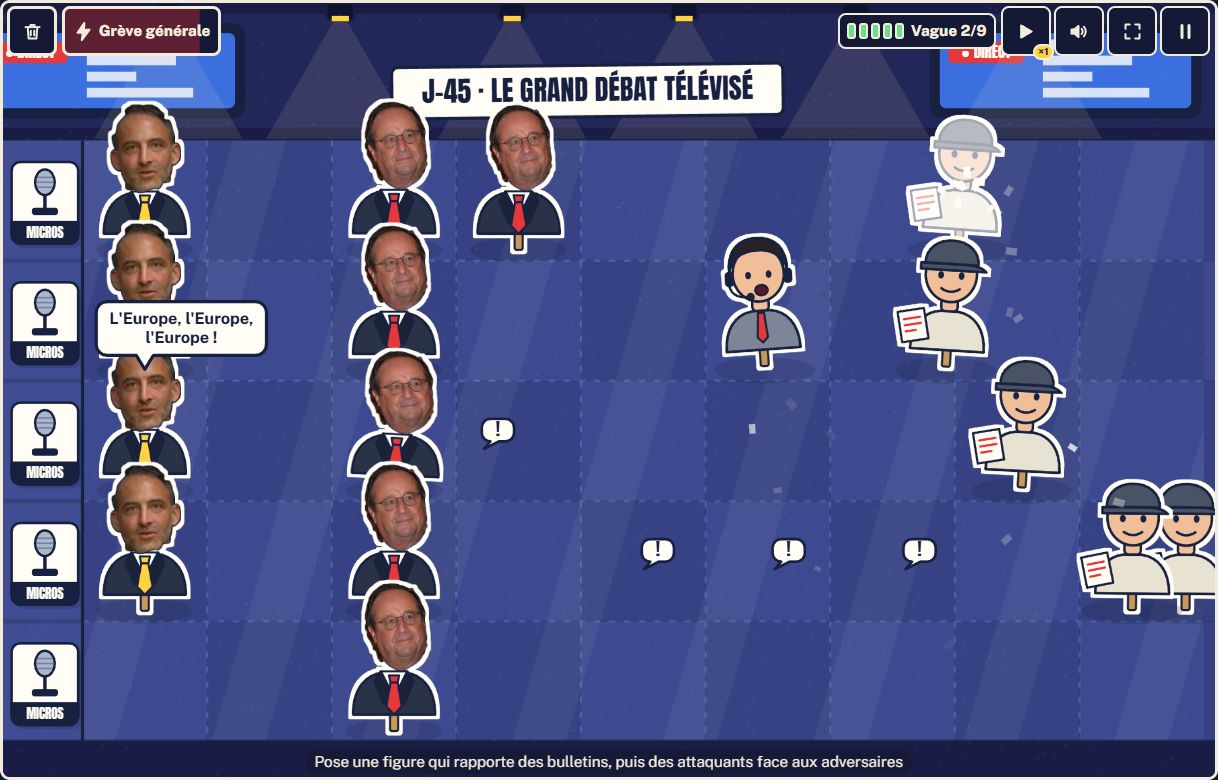 Grève générale
Vague 2/9
×1
DIRECT
J-45 · LE GRAND DÉBAT TÉLÉVISÉ
MICROS
MICROS
L'Europe, l'Europe,
l'Europe !
MICROS
!
MICROS
!
!
!
MICROS
Pose une figure qui rapporte des bulletins, puis des attaquants face aux adversaires